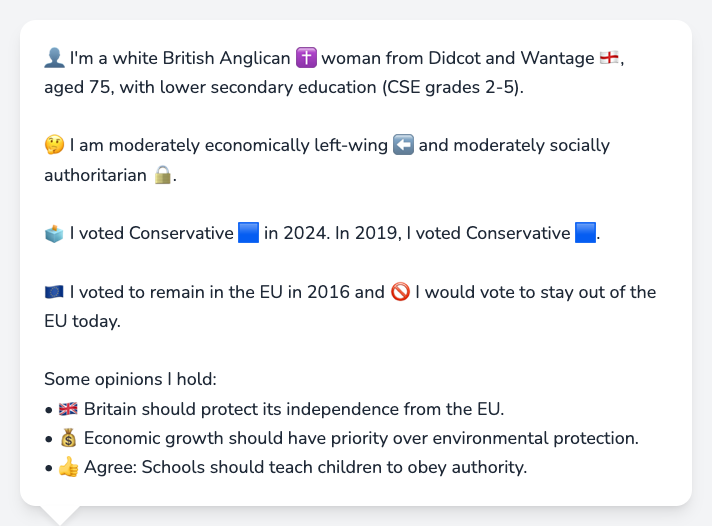 👤 I'm a white British Anglican ✝️ woman from Didcot and Wantage 🏴󠁧󠁢󠁥󠁮󠁧󠁿,
aged 75, with lower secondary education (CSE grades 2-5).
🤔 I am moderately economically left-wing ⬅️ and moderately socially
authoritarian 🔒.
🗳️ I voted Conservative 🟦 in 2024. In 2019, I voted Conservative 🟦.
🇪🇺 I voted to remain in the EU in 2016 and 🚫 I would vote to stay out of the
EU today.
Some opinions I hold:
• 🇬🇧 Britain should protect its independence from the EU.
• 💰 Economic growth should have priority over environmental protection.
• 👍 Agree: Schools should teach children to obey authority.